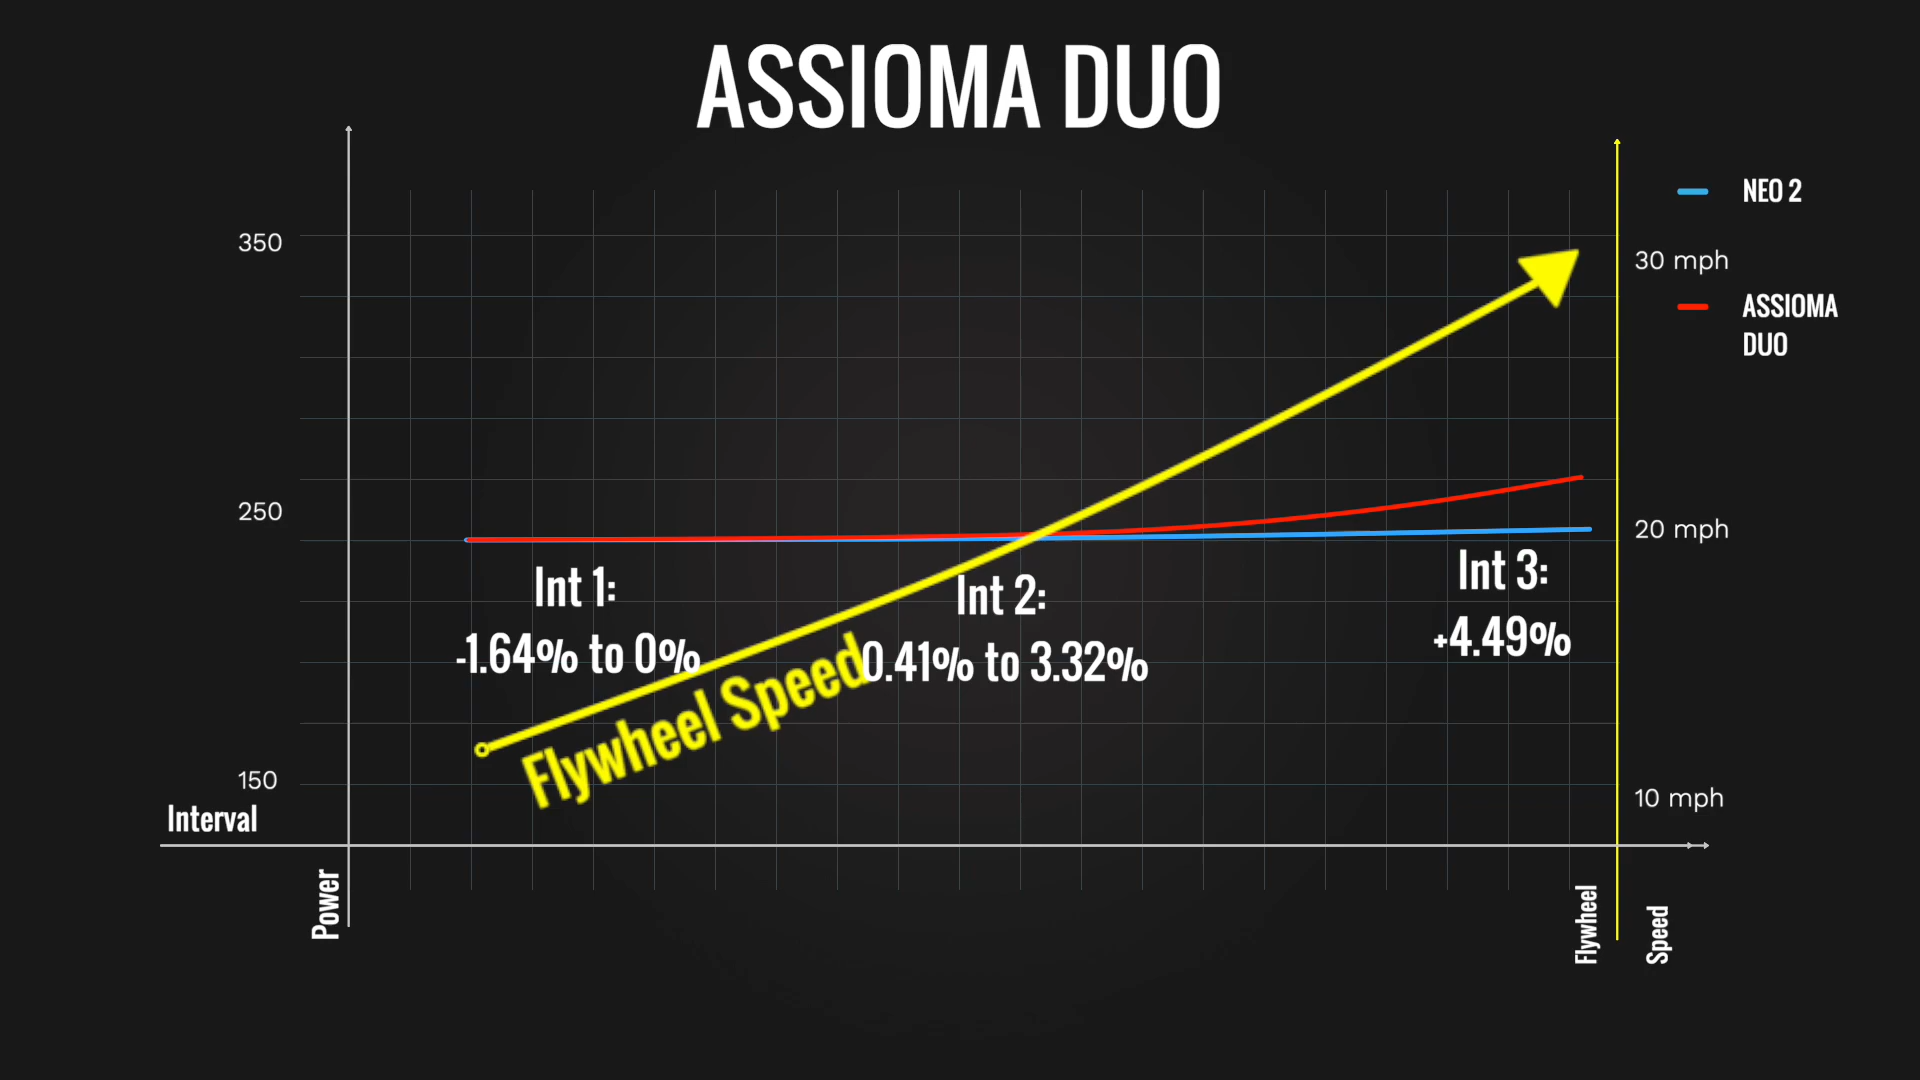 ASSIOMA DUO
NEO 2
ASSIOMA
DUO
350
250
150
30 mph
20 mph
10 mph
Int 1:
-1.64% to 0%
Int 2:
0.41% to 3.32%
Int 3:
+4.49%
Flywheel Speed
Interval
Power
Flywheel
Speed